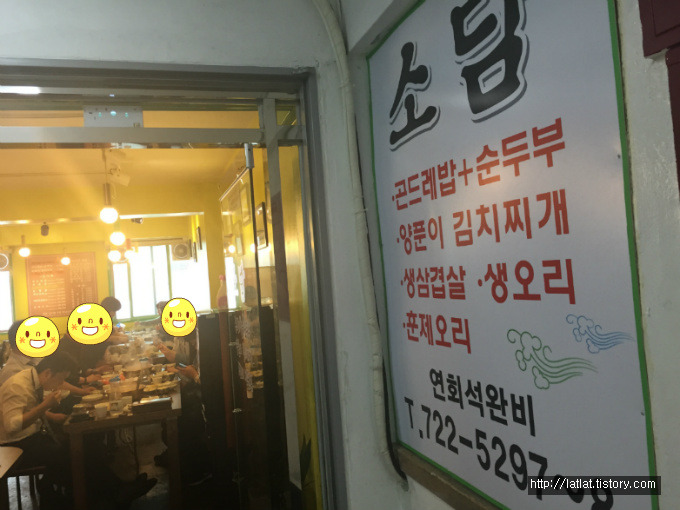 소담
·곤드레밥+순두부
·양푼이 김치찌개
·생삼겹살 ·생오리
·훈제오리
연회석완비
T.722-5297
http://latlat.tistory.com